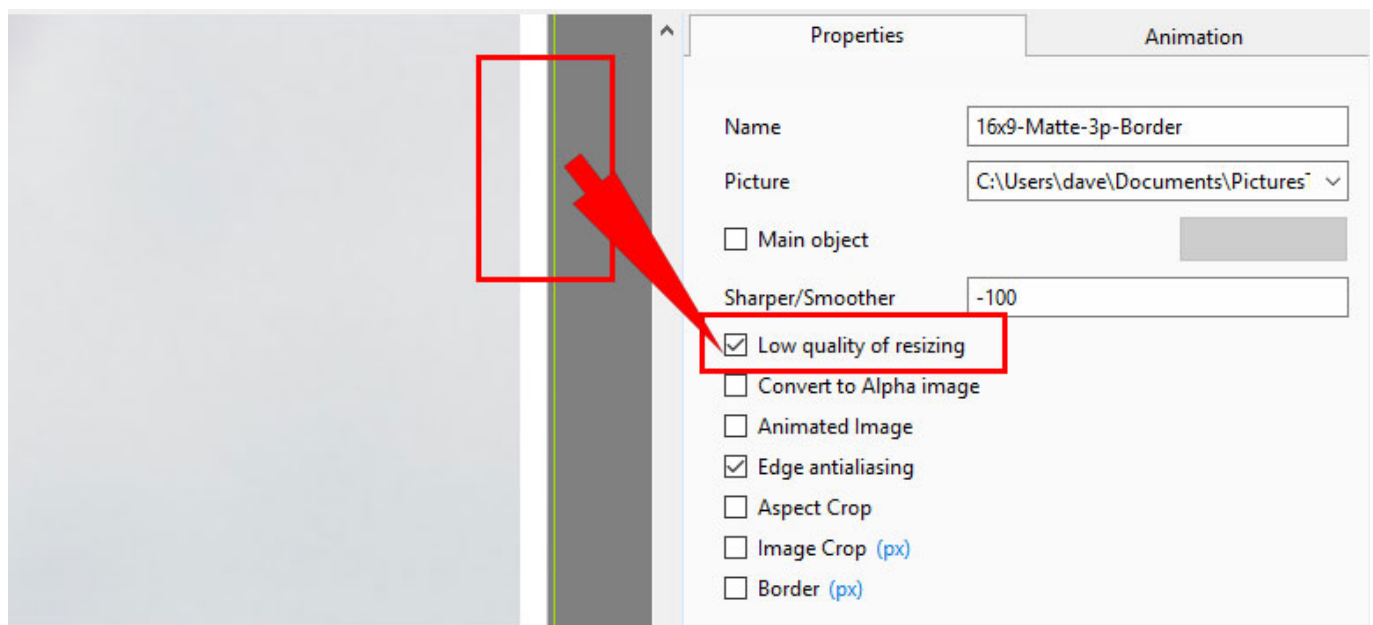 Properties
Animation
Name
16x9-Matte-3p-Border
Picture
C:\Users\dave\Documents\Pictures
Main object
Sharper/Smoother
-100
Low quality of resizing
Convert to Alpha image
Animated Image
Edge antialiasing
Aspect Crop
Image Crop (px)
Border (px)